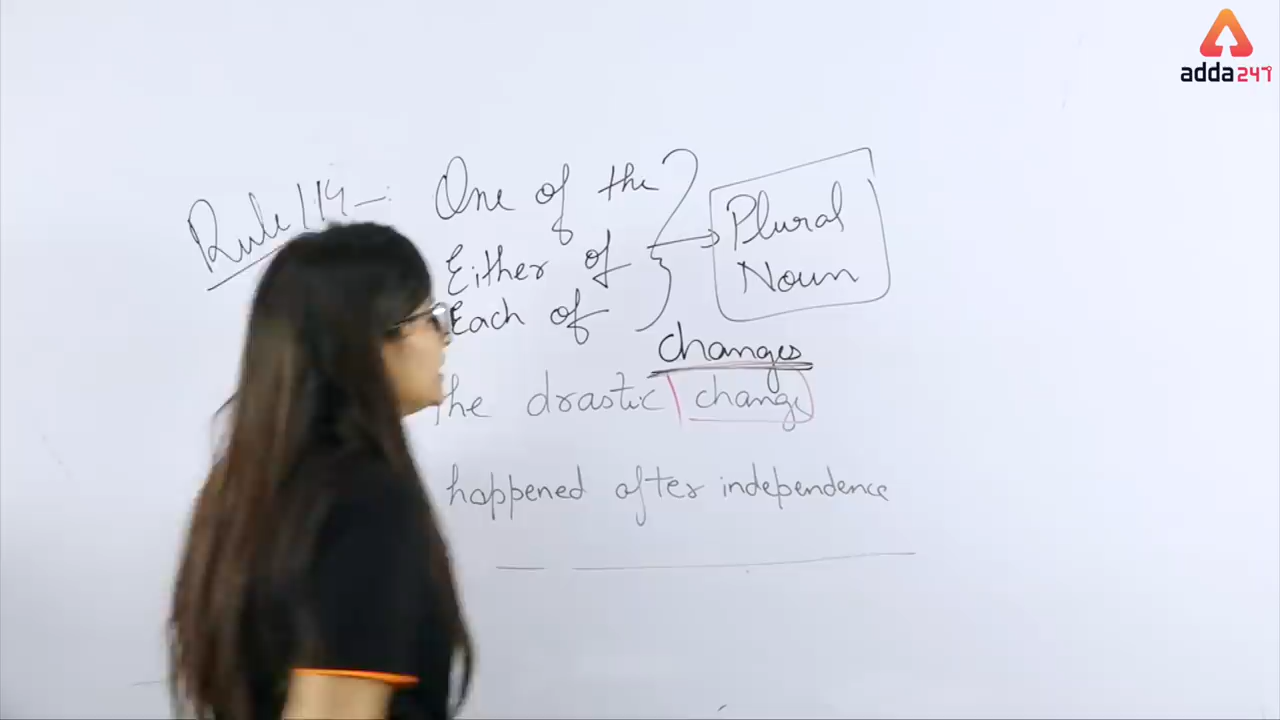 adda247
Rule 114 -: One of the
Either of
Each of
Plural
Noun
changes
the drastic change
happened after independence